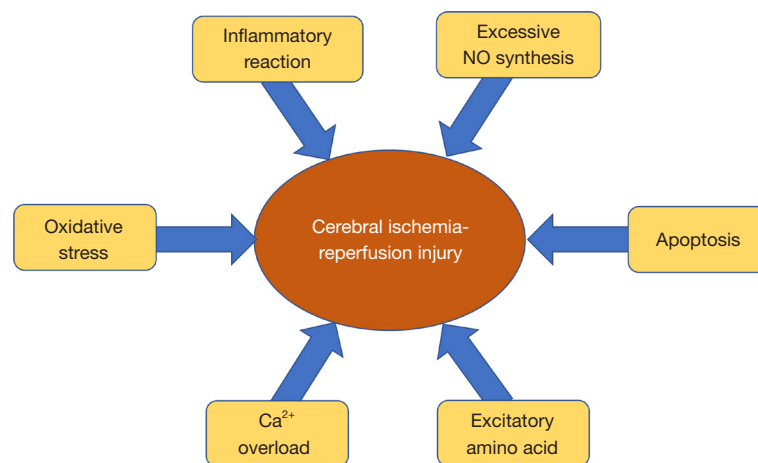 Inflammatory
reaction
Excessive
NO synthesis
Oxidative
stress
Cerebral ischemia-
reperfusion injury
Apoptosis
Ca²⁺
overload
Excitatory
amino acid